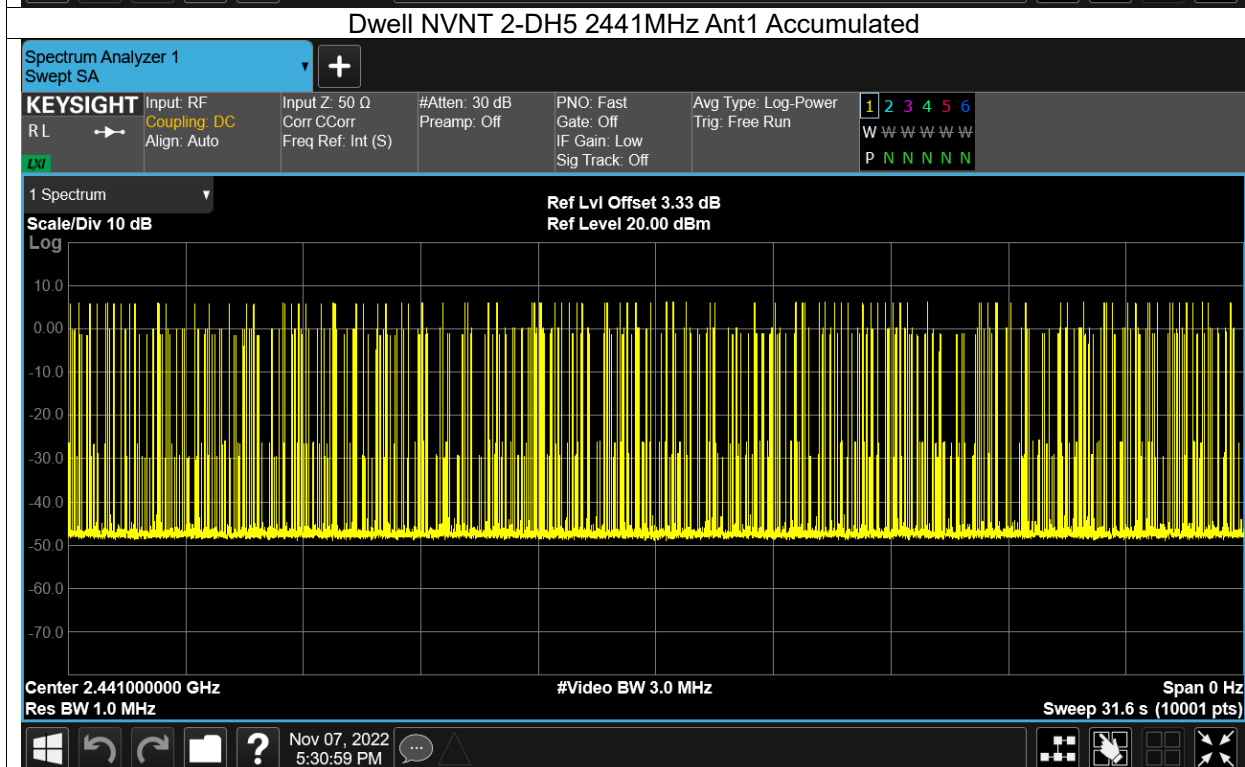 Dwell NVNT 2-DH5 2441MHz Ant1 Accumulated
Spectrum Analyzer 1
Swept SA
KEYSIGHT
R L
LXI
Input: RF
Coupling: DC
Align: Auto
Input Z: 50 Ω
Corr CCorr
Freq Ref: Int (S)
#Atten: 30 dB
Preamp: Off
PNO: Fast
Gate: Off
IF Gain: Low
Sig Track: Off
Avg Type: Log-Power
Trig: Free Run
1 2 3 4 5 6
W W W W W W
P N N N N N
1 Spectrum
Scale/Div 10 dB
Ref Lvl Offset 3.33 dB
Ref Level 20.00 dBm
Log
10.0
0.00
-10.0
-20.0
-30.0
-40.0
-50.0
-60.0
-70.0
Center 2.441000000 GHz
#Video BW 3.0 MHz
Span 0 Hz
Res BW 1.0 MHz
Sweep 31.6 s (10001 pts)
?
Nov 07, 2022
5:30:59 PM